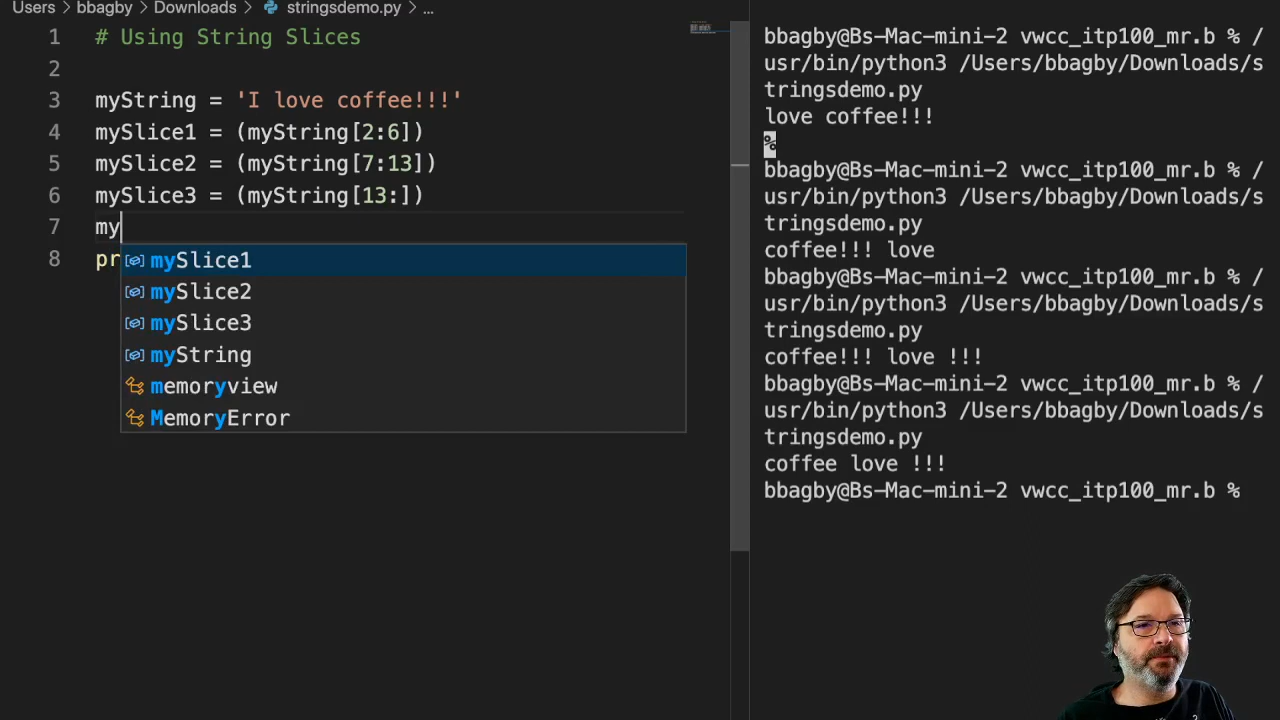 Users > bbagby > Downloads > stringsdemo.py > ...
1 # Using String Slices
2
3 myString = 'I love coffee!!!'
4 mySlice1 = (myString[2:6])
5 mySlice2 = (myString[7:13])
6 mySlice3 = (myString[13:])
7 my
8 pr
mySlice1
mySlice2
mySlice3
myString
memoryview
MemoryError
bbagby@Bs-Mac-mini-2 vwcc_itp100_mr.b % /
usr/bin/python3 /Users/bbagby/Downloads/s
tringsdemo.py
love coffee!!!
%
bbagby@Bs-Mac-mini-2 vwcc_itp100_mr.b % /
usr/bin/python3 /Users/bbagby/Downloads/s
tringsdemo.py
coffee!!! love
bbagby@Bs-Mac-mini-2 vwcc_itp100_mr.b % /
usr/bin/python3 /Users/bbagby/Downloads/s
tringsdemo.py
coffee!!! love !!!
bbagby@Bs-Mac-mini-2 vwcc_itp100_mr.b % /
usr/bin/python3 /Users/bbagby/Downloads/s
tringsdemo.py
coffee love !!!
bbagby@Bs-Mac-mini-2 vwcc_itp100_mr.b %